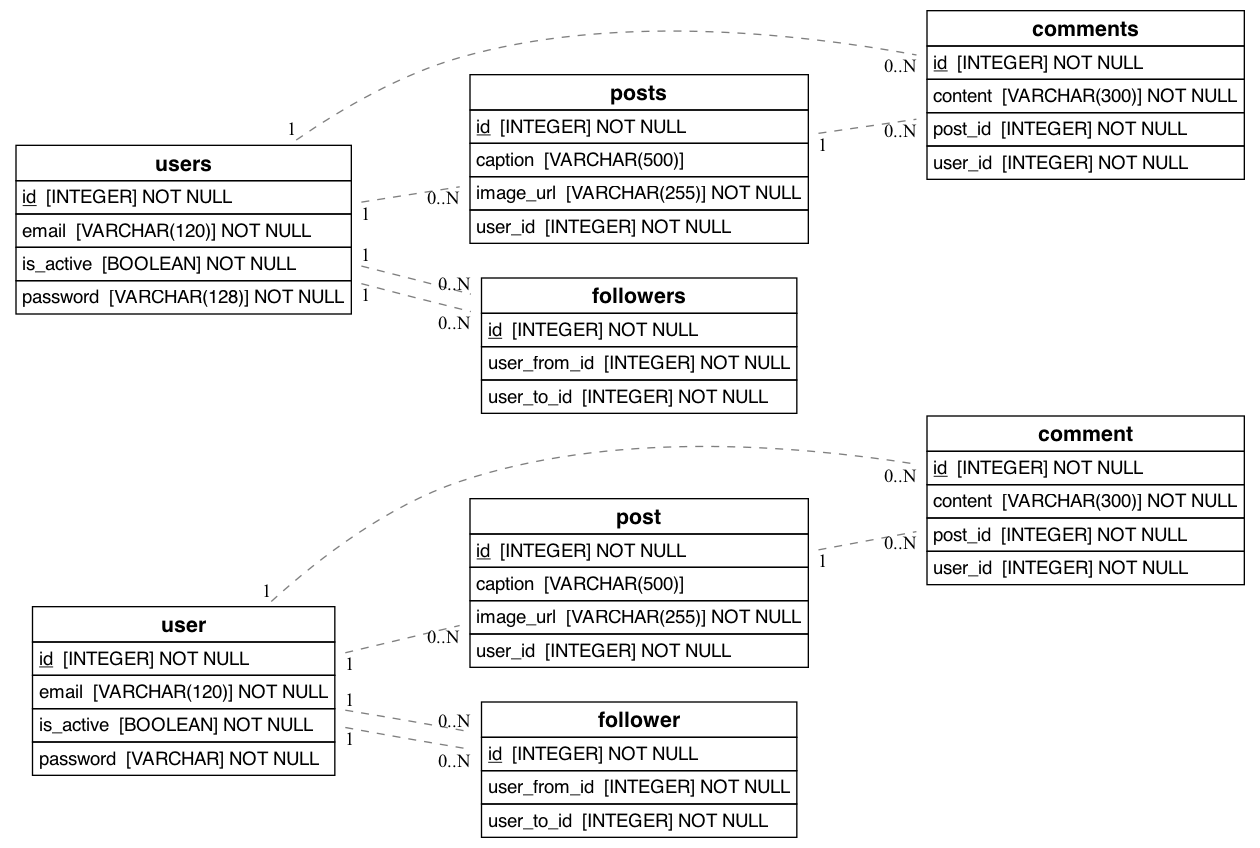 comments
id [INTEGER] NOT NULL
content [VARCHAR(300)] NOT NULL
post_id [INTEGER] NOT NULL
user_id [INTEGER] NOT NULL
0..N
0..N
posts
id [INTEGER] NOT NULL
caption [VARCHAR(500)]
image_url [VARCHAR(255)] NOT NULL
user_id [INTEGER] NOT NULL
1
1
0..N
users
id [INTEGER] NOT NULL
email [VARCHAR(120)] NOT NULL
is_active [BOOLEAN] NOT NULL
password [VARCHAR(128)] NOT NULL
1
1
1
0..N
0..N
followers
id [INTEGER] NOT NULL
user_from_id [INTEGER] NOT NULL
user_to_id [INTEGER] NOT NULL
comment
id [INTEGER] NOT NULL
content [VARCHAR(300)] NOT NULL
post_id [INTEGER] NOT NULL
user_id [INTEGER] NOT NULL
0..N
0..N
post
id [INTEGER] NOT NULL
caption [VARCHAR(500)]
image_url [VARCHAR(255)] NOT NULL
user_id [INTEGER] NOT NULL
1
1
0..N
user
id [INTEGER] NOT NULL
email [VARCHAR(120)] NOT NULL
is_active [BOOLEAN] NOT NULL
password [VARCHAR] NOT NULL
1
1
1
0..N
0..N
follower
id [INTEGER] NOT NULL
user_from_id [INTEGER] NOT NULL
user_to_id [INTEGER] NOT NULL